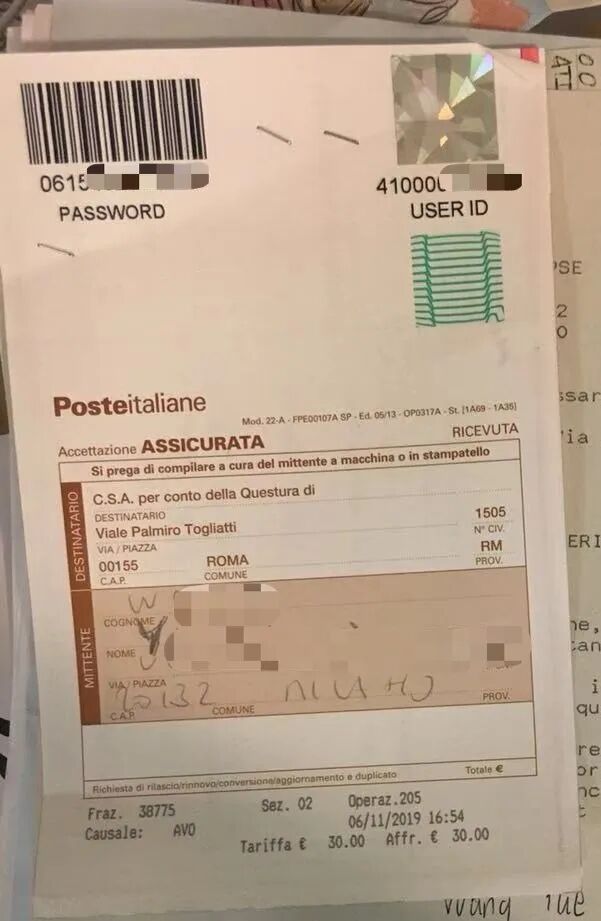 0615
410000
PASSWORD
USER ID
Posteitaliane
Mod. 22-A - FPE00107A SP - Ed. 05/13 - OP0317A - St. [1A69 - 1A35]
Accettazione ASSICURATA
RICEVUTA
Si prega di compilare a cura del mittente a macchina o in stampatello
DESTINATARIO
C.S.A. per conto della Questura di
DESTINATARIO
Viale Palmiro Togliatti
1505
VIA / PIAZZA
N° CIV.
00155
ROMA
RM
C.A.P.
COMUNE
PROV.
MITTENTE
W
COGNOME
NOME
VIA / PIAZZA
20132
MILANO
C.A.P.
COMUNE
PROV.
Richiesta di rilascio/rinnovo/conversione/aggiornamento e duplicato
Totale €
Fraz. 38775
Sez. 02
Operaz.205
Causale:
AVO
06/11/2019 16:54
Tariffa € 30.00
Affr. € 30.00
Wang Yue